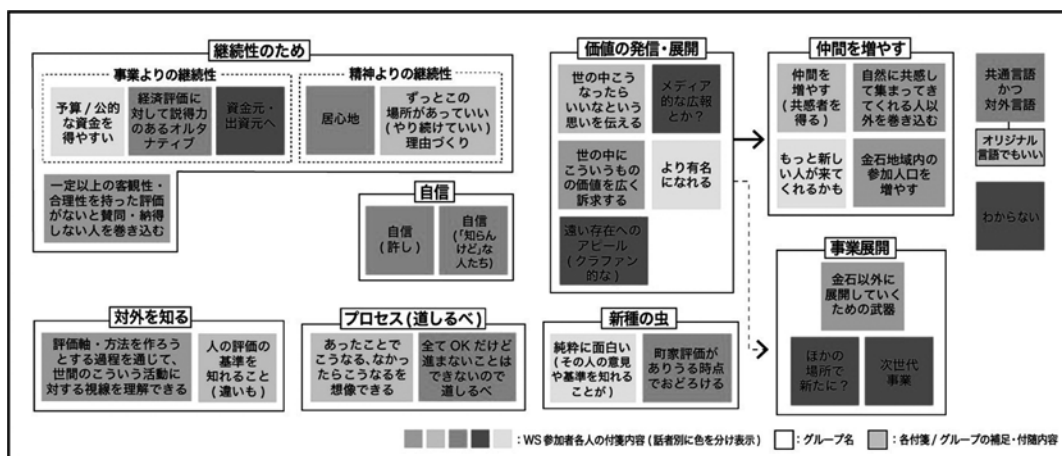 継続性のため
事業よりの継続性
予算 / 公的
な資金を
得やすい
経済評価に
対して説得力
のあるオルタ
ナティブ
資金元・
出資元へ
精神よりの継続性
居心地
ずっとこの
場所があっていい
(やり続けていい)
理由づくり
一定以上の客観性・
合理性を持った評価
がないと賛同・納得
しない人を巻き込む
自信
自信
(許し)
自信
(「知らん
けど」な
人たち)
価値の発信・展開
世の中こう
なったら
いいなという
思いを伝える
メディア
的な広報
とか?
世の中に
こういうもの
の価値を広く
訴求する
より有名
になれる
遠い存在への
アピール
(クラファン
的な)
仲間を増やす
仲間を
増やす
(共感者を
得る)
自然に共感し
て集まってき
てくれる人以
外を巻き込む
もっと新し
い人が来て
くれるかも
金石地域内の
参加人口を
増やす
共通言語
かつ
対外言語
オリジナル
言語でもいい
わからない
事業展開
金石以外に
展開していく
ための武器
ほかの
場所で
新たに?
次世代
事業
対外を知る
評価軸・方法を作ろう
とする過程を通じて、
世間のこういう活動に
対する視線を理解できる
人の評価の
基準を
知れること
(違いも)
プロセス(道しるべ)
あったことで
こうなる、なかっ
たらこうなるを
想像できる
全てOKだけど
進まないことは
できないので
道しるべ
新種の虫
純粋に面白い
(その人の意見
や基準を知れる
ことが)
町家評価が
ありうる時点
でおどろける
:WS参加者各人の付箋内容(話者別に色を分け表示)
:グループ名
:各付箋/グループの補足・付随内容